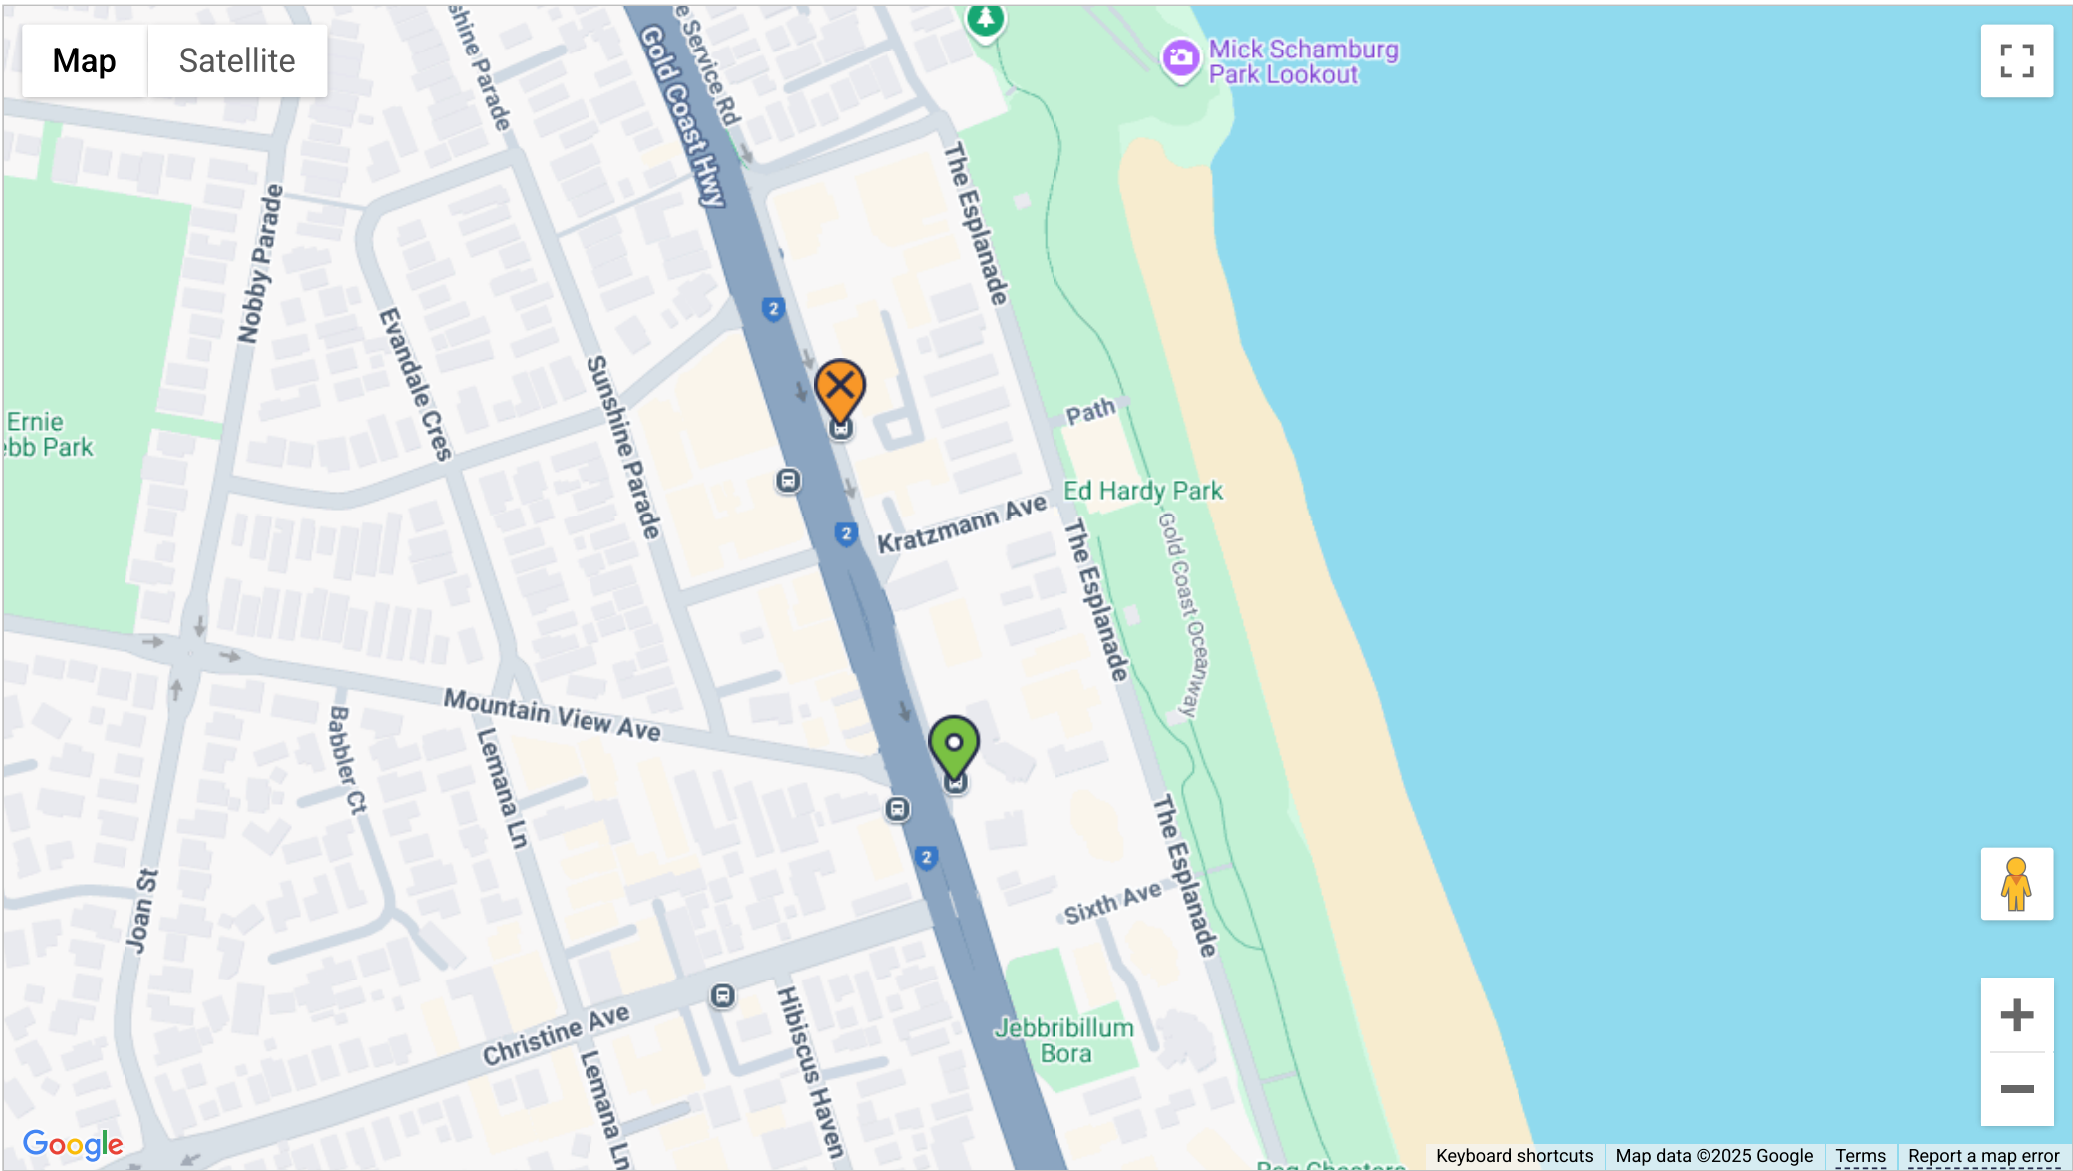 Map
Satellite
shine Parade
Gold Coast Hwy
e Service Rd
Mick Schamburg
Park Lookout
The Esplanade
Nobby Parade
2
Evandale Cres
Sunshine Parade
Ernie
ebb Park
Path
Ed Hardy Park
2
Kratzmann Ave
The Esplanade
Gold Coast Oceanway
Mountain View Ave
Babbler Ct
Lemana Ln
The Esplanade
2
Joan St
Sixth Ave
Christine Ave
Hibiscus Haven
Jebbribillum
Bora
Lemana Ln
Google
Keyboard shortcuts
Map data ©2025 Google
Terms
Report a map error